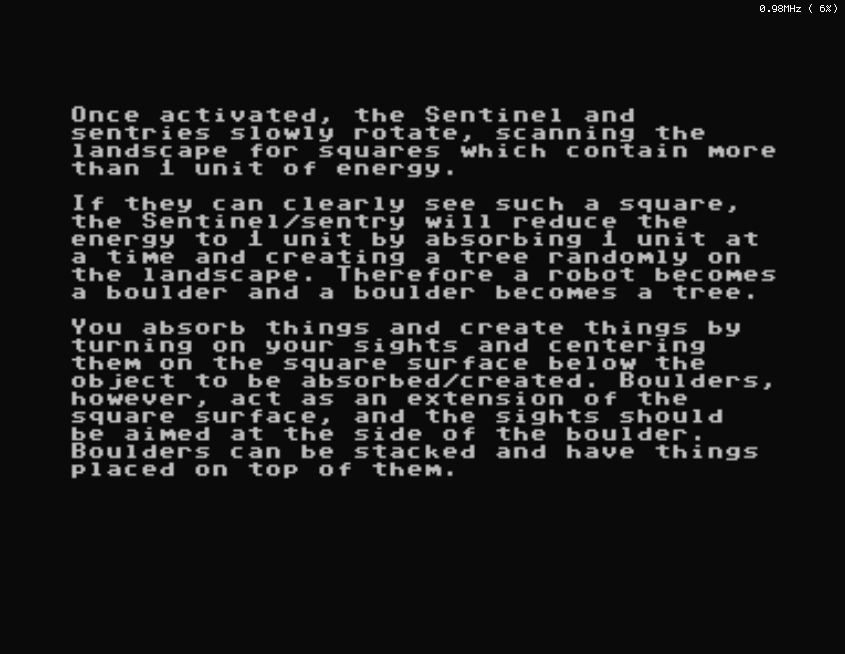 0.98MHz ( 6%)
Once activated, the Sentinel and
sentries slowly rotate, scanning the
landscape for squares which contain more
than 1 unit of energy.
If they can clearly see such a square,
the Sentinel/sentry will reduce the
energy to 1 unit by absorbing 1 unit at
a time and creating a tree randomly on
the landscape. Therefore a robot becomes
a boulder and a boulder becomes a tree.
You absorb things and create things by
turning on your sights and centering
them on the square surface below the
object to be absorbed/created. Boulders,
however, act as an extension of the
square surface, and the sights should
be aimed at the side of the boulder.
Boulders can be stacked and have things
placed on top of them.